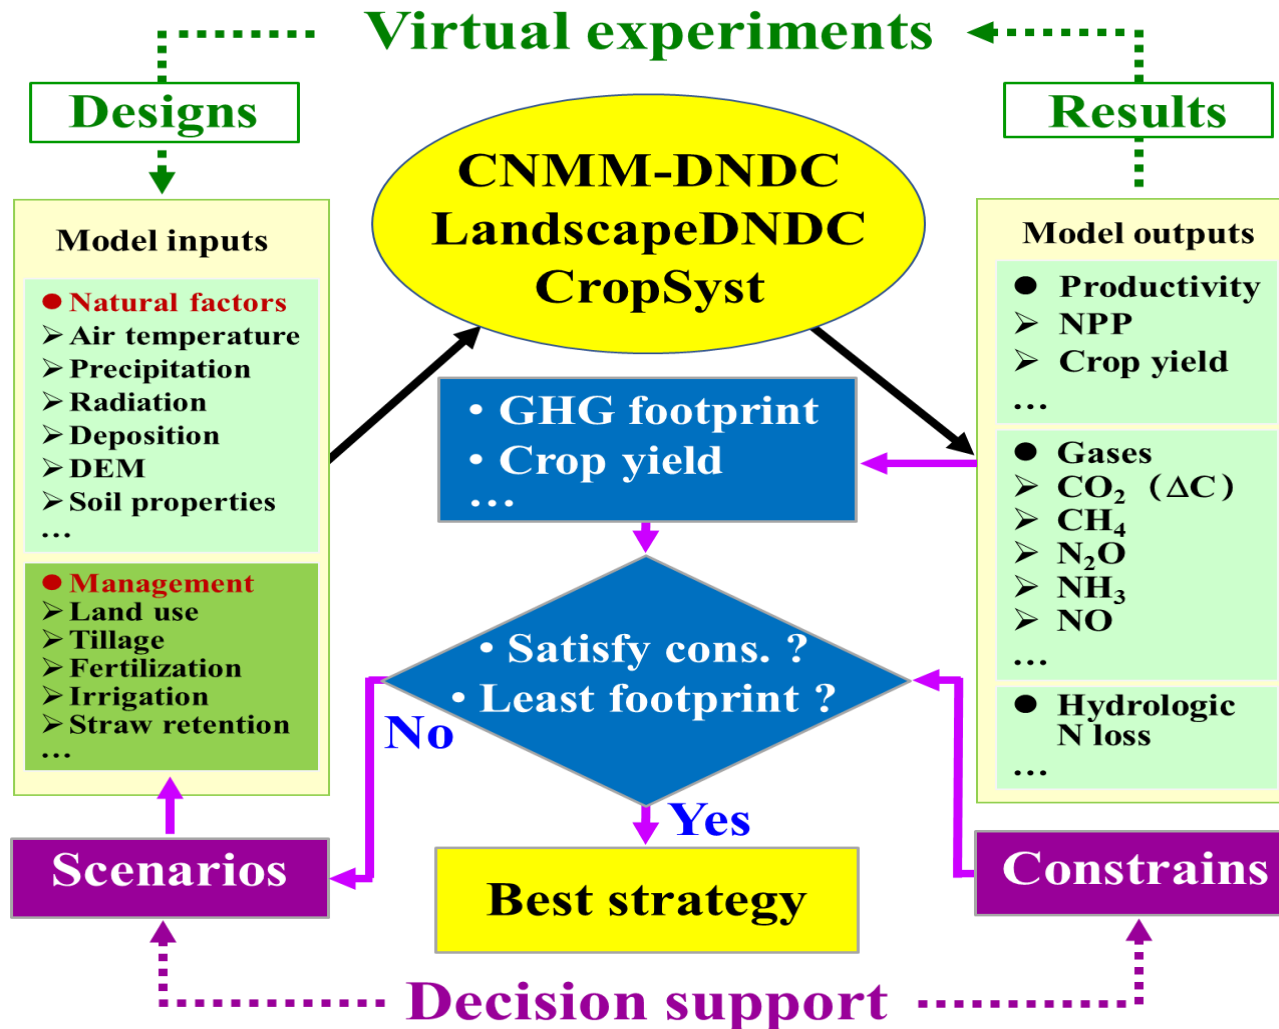 Virtual experiments
Designs
Results
CNMM-DNDC
LandscapeDNDC
CropSyst
Model inputs
● Natural factors
➢ Air temperature
➢ Precipitation
➢ Radiation
➢ Deposition
➢ DEM
➢ Soil properties
...
● Management
➢ Land use
➢ Tillage
➢ Fertilization
➢ Irrigation
➢ Straw retention
...
Model outputs
● Productivity
➢ NPP
➢ Crop yield
...
● Gases
➢ CO₂ (ΔC)
➢ CH₄
➢ N₂O
➢ NH₃
➢ NO
...
● Hydrologic
N loss
...
• GHG footprint
• Crop yield
...
• Satisfy cons. ?
• Least footprint ?
No
Yes
Scenarios
Best strategy
Constrains
Decision support